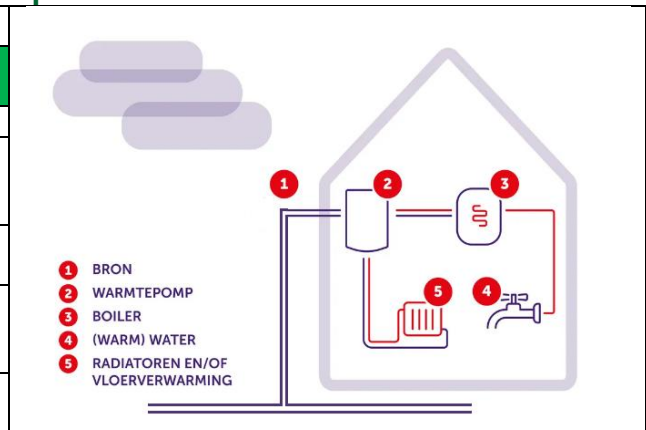 1
2
3
1 BRON
2 WARMTEPOMP
3 BOILER
4 (WARM) WATER
5 RADIATOREN EN/OF
VLOERVERWARMING
5
4